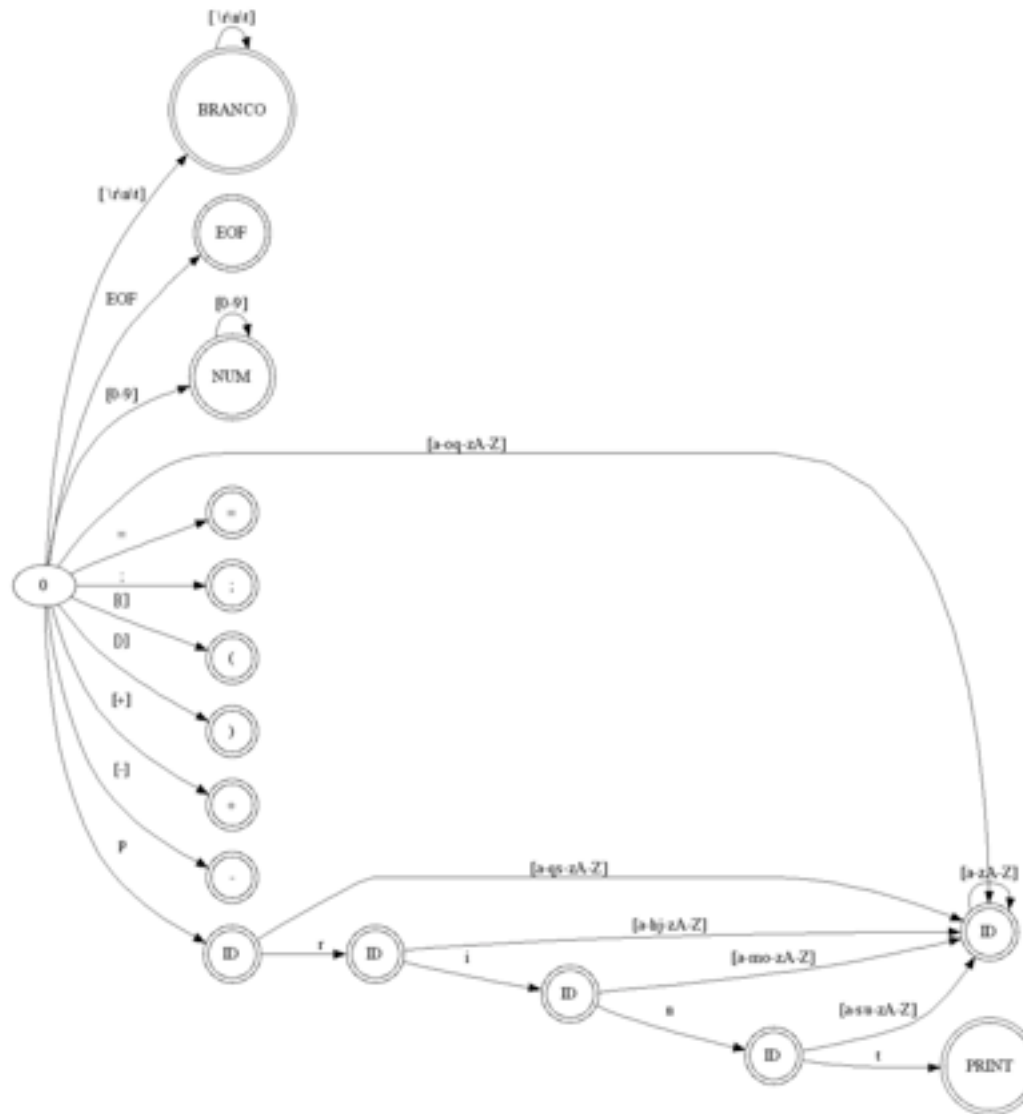 [ \r\n\t]
BRANCO
[ \r\n\t]
EOF
EOF
[0-9]
NUM
[0-9]
[a-oq-zA-Z]
=
=
0
;
;
[(]
(
[)]
)
[+]
+
[-]
-
p
[a-qs-zA-Z]
[a-zA-Z]
ID
r
ID
[a-hj-zA-Z]
ID
i
[a-mo-zA-Z]
ID
n
[a-su-zA-Z]
ID
t
PRINT